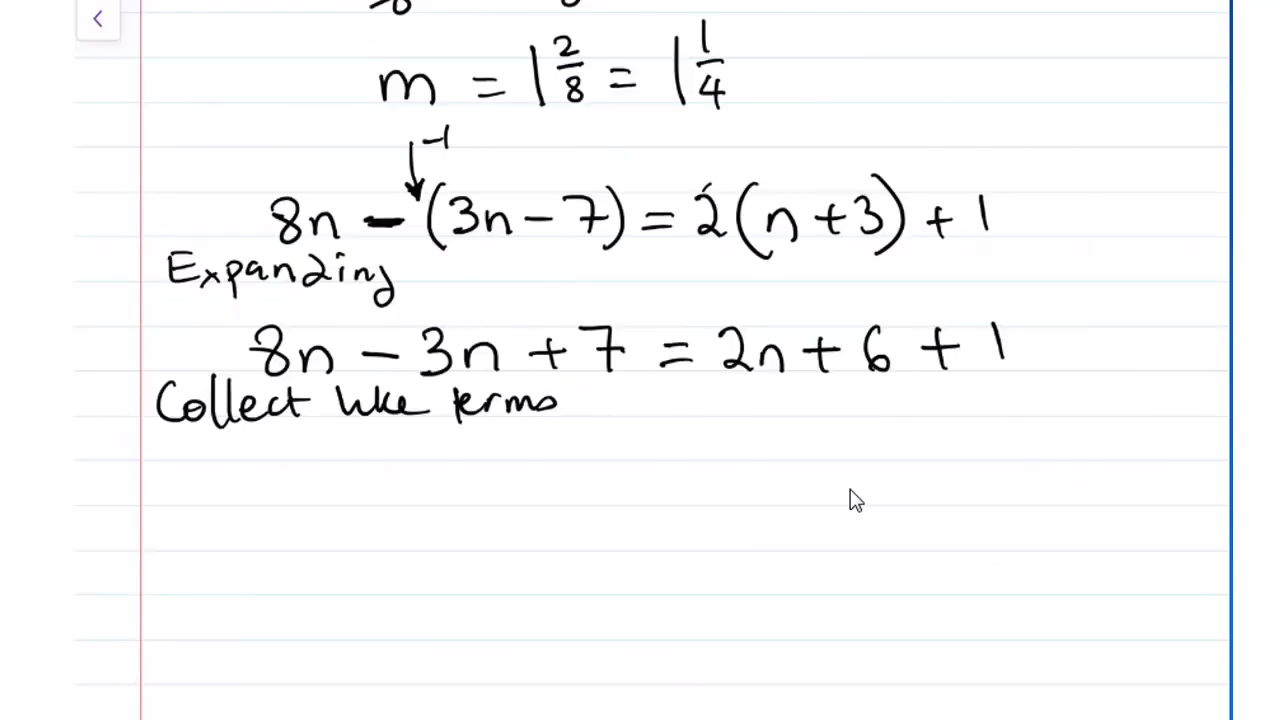 m = 1 2/8 = 1 1/4
-1
8n - (3n - 7) = 2(n + 3) + 1
Expanding
8n - 3n + 7 = 2n + 6 + 1
Collect like terms